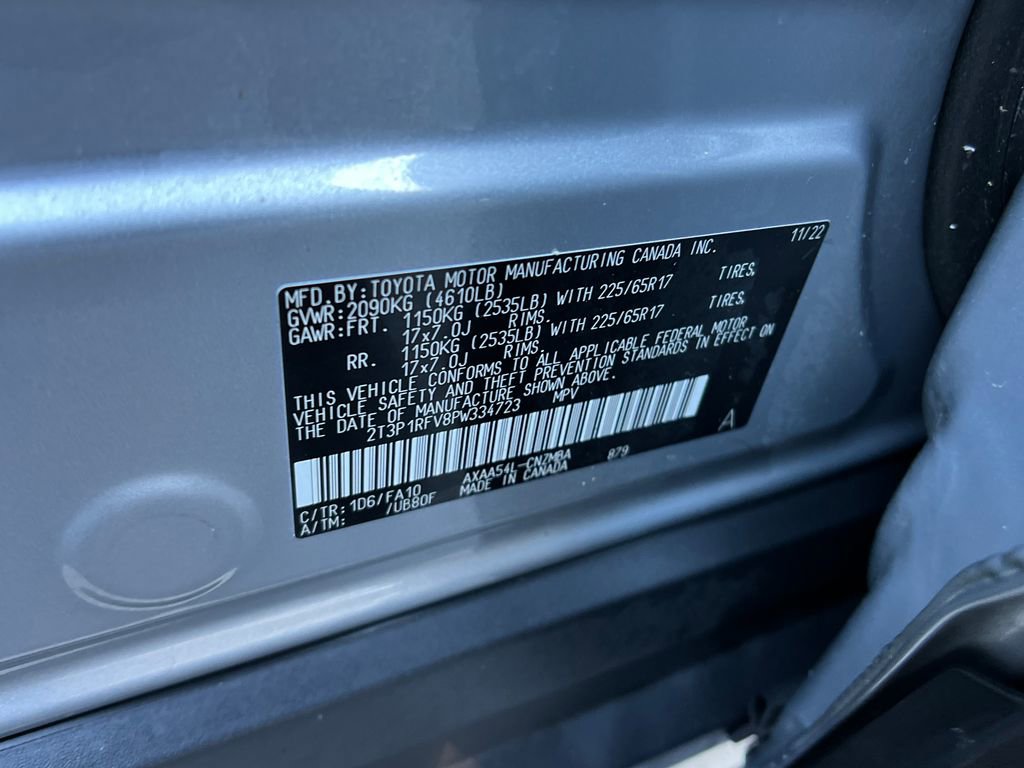 11/22
MFD.BY:TOYOTA MOTOR MANUFACTURING CANADA INC.
GVWR:2090KG (4610LB)
GAWR:FRT. 1150KG (2535LB) WITH 225/65R17 TIRES,
17x7.0J RIMS.
RR. 1150KG (2535LB) WITH 225/65R17 TIRES,
17x7.0J RIMS.
THIS VEHICLE CONFORMS TO ALL APPLICABLE FEDERAL MOTOR
VEHICLE SAFETY AND THEFT PREVENTION STANDARDS IN EFFECT ON
THE DATE OF MANUFACTURE SHOWN ABOVE.
2T3P1RFV8PW334723 MPV
A
C/TR: 1D6/FA10 AXAA54L-CNZMBA 879
A/TM: /UB80F MADE IN CANADA